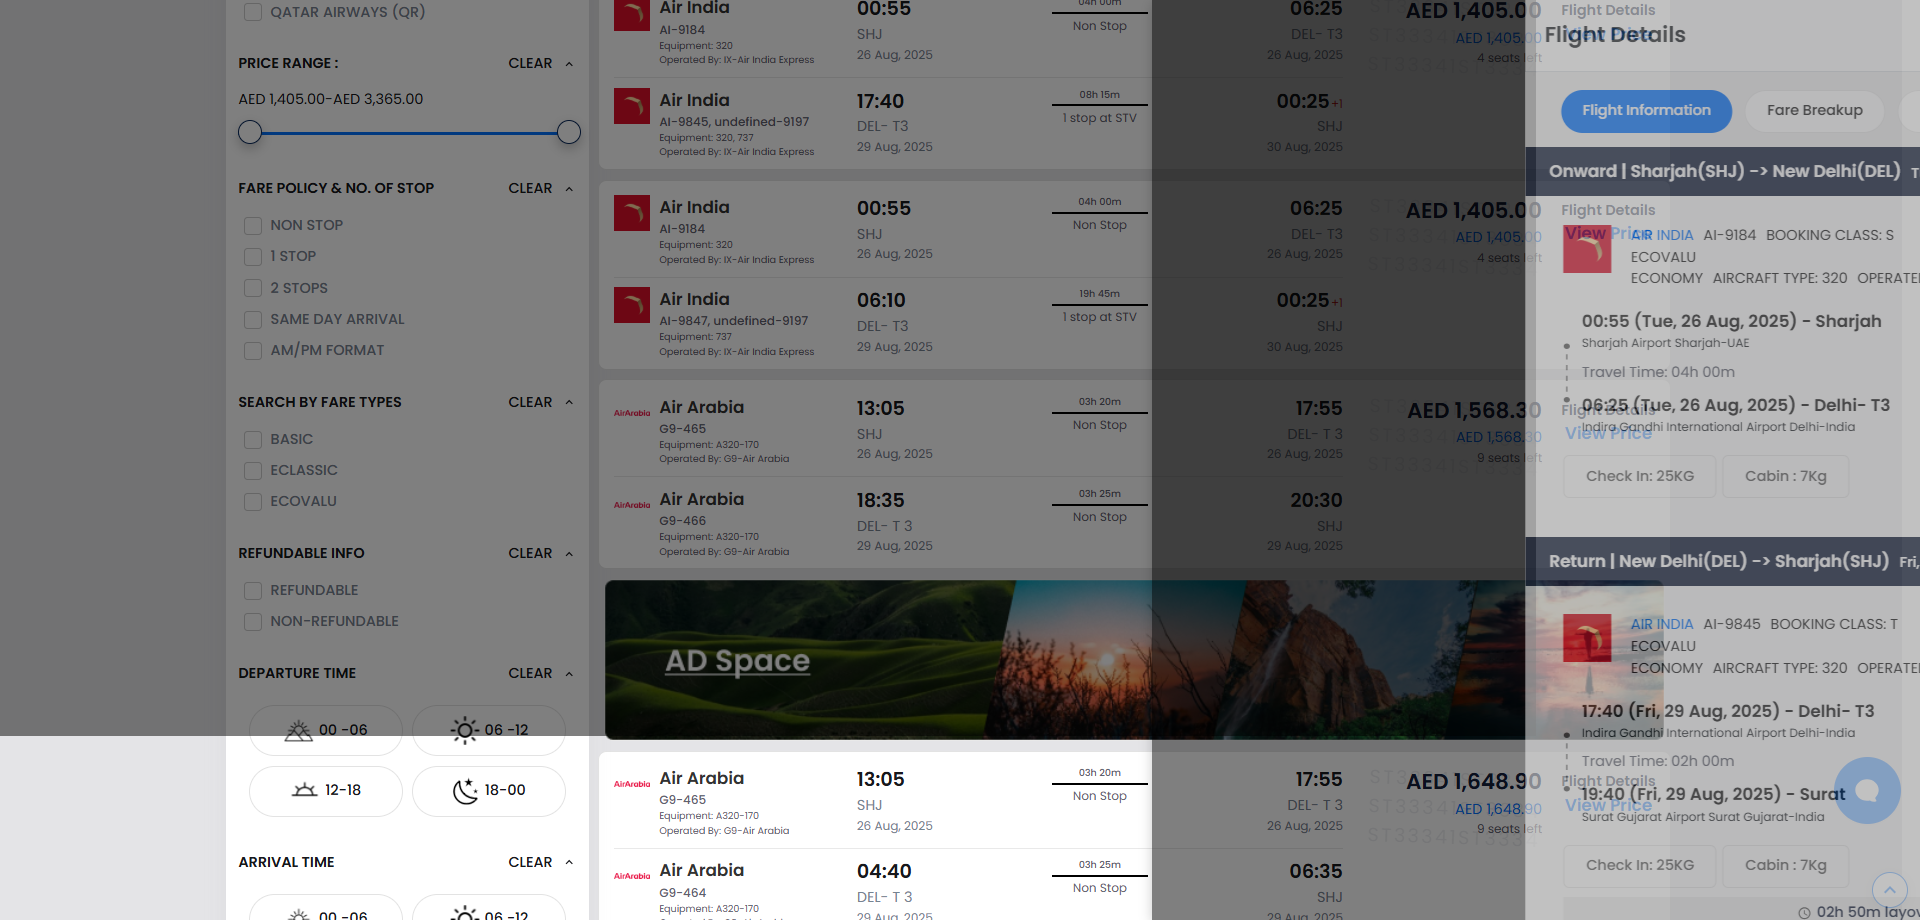 QATAR AIRWAYS (QR)
PRICE RANGE :
CLEAR
AED 1,405.00-AED 3,365.00
FARE POLICY & NO. OF STOP
CLEAR
NON STOP
1 STOP
2 STOPS
SAME DAY ARRIVAL
AM/PM FORMAT
SEARCH BY FARE TYPES
CLEAR
BASIC
ECLASSIC
ECOVALU
REFUNDABLE INFO
CLEAR
REFUNDABLE
NON-REFUNDABLE
DEPARTURE TIME
CLEAR
00 -06
06 -12
12-18
18-00
ARRIVAL TIME
CLEAR
00 -06
06 -12
Air India
AI-9184
Equipment: 320
Operated By: IX-Air India Express
00:55
SHJ
26 Aug, 2025
04h 00m
Non Stop
06:25
DEL- T3
26 Aug, 2025
AED 1,405.00
AED 1,405.00
4 seats left
Flight Details
View Price
Air India
AI-9845, undefined-9197
Equipment: 320, 737
Operated By: IX-Air India Express
17:40
DEL- T3
29 Aug, 2025
08h 15m
1 stop at STV
00:25 +1
SHJ
30 Aug, 2025
Air India
AI-9184
Equipment: 320
Operated By: IX-Air India Express
00:55
SHJ
26 Aug, 2025
04h 00m
Non Stop
06:25
DEL- T3
26 Aug, 2025
AED 1,405.00
AED 1,405.00
4 seats left
Flight Details
View Price
Air India
AI-9847, undefined-9197
Equipment: 737
Operated By: IX-Air India Express
06:10
DEL- T3
29 Aug, 2025
19h 45m
1 stop at STV
00:25 +1
SHJ
30 Aug, 2025
AirArabia
Air Arabia
G9-465
Equipment: A320-170
Operated By: G9-Air Arabia
13:05
SHJ
26 Aug, 2025
03h 20m
Non Stop
17:55
DEL- T 3
26 Aug, 2025
AED 1,568.30
AED 1,568.30
9 seats left
Flight Details
View Price
AirArabia
Air Arabia
G9-466
Equipment: A320-170
Operated By: G9-Air Arabia
18:35
DEL- T 3
29 Aug, 2025
03h 25m
Non Stop
20:30
SHJ
29 Aug, 2025
AD Space
AirArabia
Air Arabia
G9-465
Equipment: A320-170
Operated By: G9-Air Arabia
13:05
SHJ
26 Aug, 2025
03h 20m
Non Stop
17:55
DEL- T 3
26 Aug, 2025
AED 1,648.90
AED 1,648.90
9 seats left
Flight Details
View Price
AirArabia
Air Arabia
G9-464
Equipment: A320-170
04:40
DEL- T 3
29 Aug, 2025
03h 25m
Non Stop
06:35
SHJ
29 Aug, 2025
Flight Details
Flight Information
Fare Breakup
Onward | Sharjah(SHJ) -> New Delhi(DEL)
AIR INDIA AI-9184 BOOKING CLASS: S
ECOVALU
ECONOMY AIRCRAFT TYPE: 320 OPERATE
00:55 (Tue, 26 Aug, 2025) - Sharjah
Sharjah Airport Sharjah-UAE
Travel Time: 04h 00m
06:25 (Tue, 26 Aug, 2025) - Delhi- T3
Indira Gandhi International Airport Delhi-India
Check In: 25KG
Cabin : 7Kg
Return | New Delhi(DEL) -> Sharjah(SHJ) Fri,
AIR INDIA AI-9845 BOOKING CLASS: T
ECOVALU
ECONOMY AIRCRAFT TYPE: 320 OPERATE
17:40 (Fri, 29 Aug, 2025) - Delhi- T3
Indira Gandhi International Airport Delhi-India
Travel Time: 02h 00m
19:40 (Fri, 29 Aug, 2025) - Surat
Surat Gujarat Airport Surat Gujarat-India
Check In: 25KG
Cabin : 7Kg
02h 50m layov